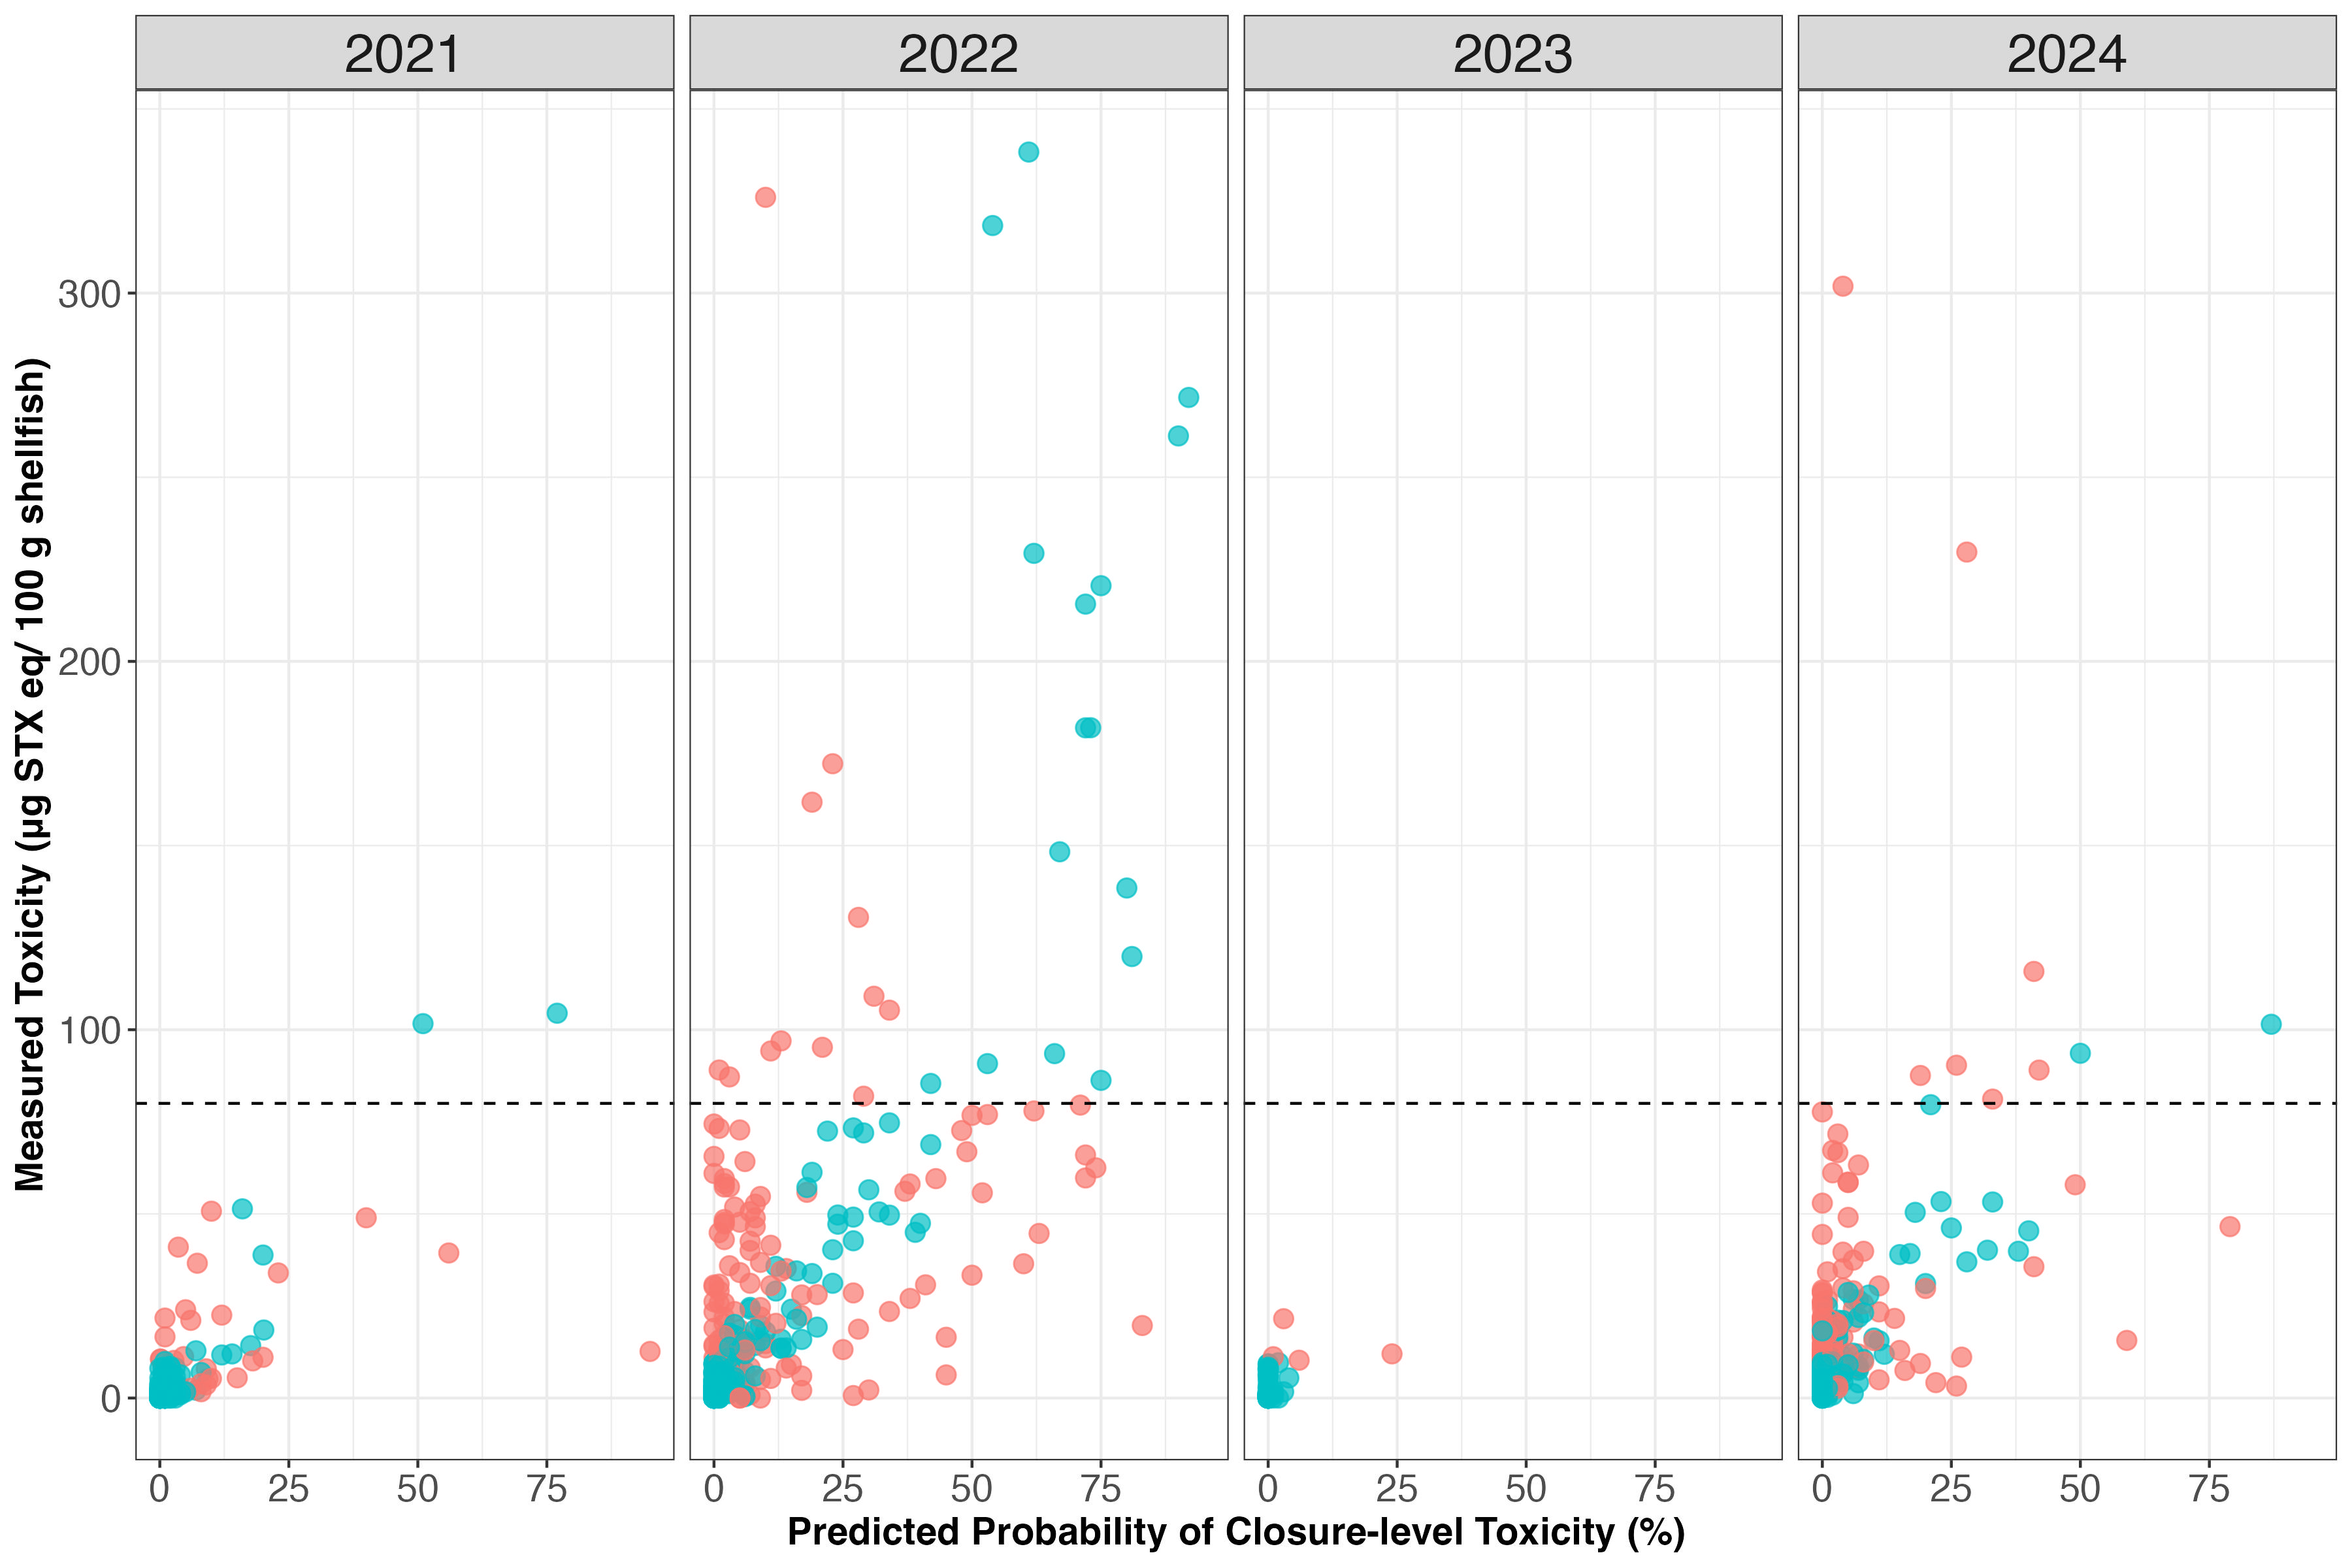 2021 2022 2023 2024
Measured Toxicity (µg STX eq/ 100 g shellfish)
300
200
100
0
0 25 50 75 0 25 50 75 0 25 50 75 0 25 50 75
Predicted Probability of Closure-level Toxicity (%)